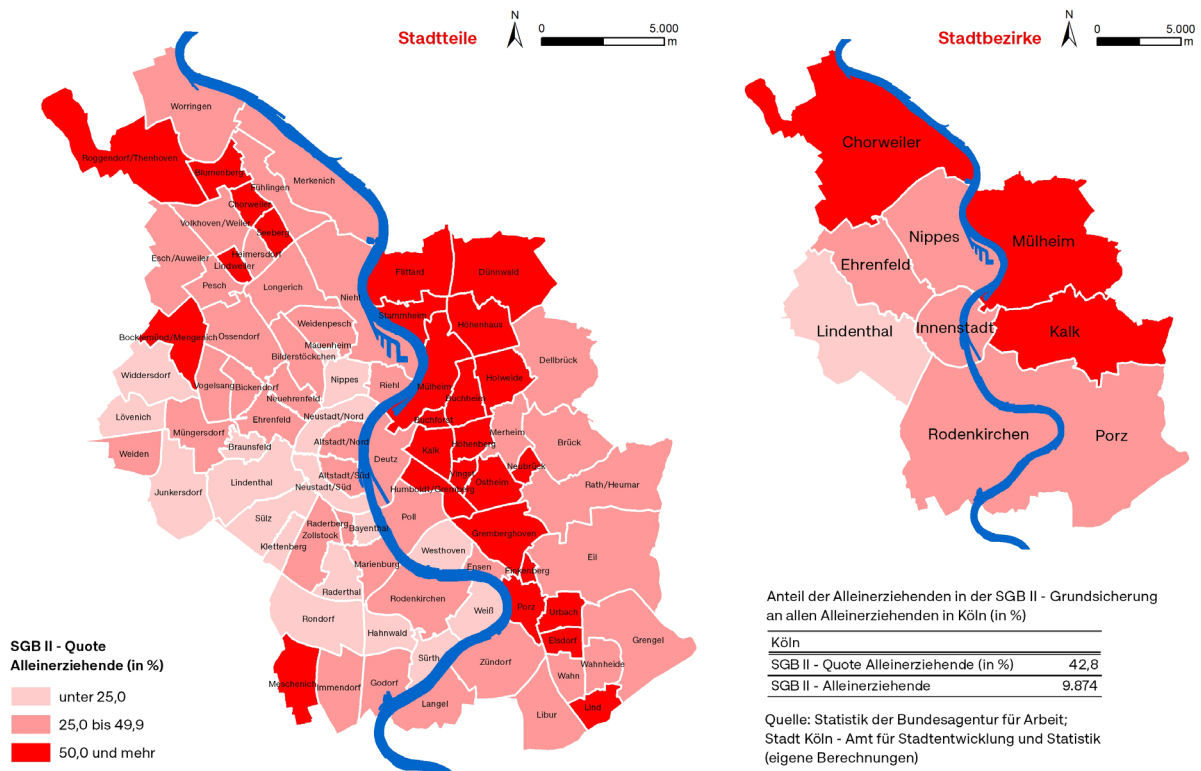 Stadtteile
N
0
5.000
m
Worringen
Roggendorf/Thenhoven
Blumenberg
Fühlingen
Merkenich
Chorweiler
Volkhoven/Weiler
Seeberg
Heimersdorf
Esch/Auweiler
Lindweiler
Pesch
Longerich
Niehl
Flittard
Dünnwald
Stammheim
Höhenhaus
Weidenpesch
Bocklemünd/Mengenich
Ossendorf
Mauenheim
Bilderstöckchen
Dellbrück
Widdersdorf
Nippes
Riehl
Mülheim
Holweide
Vogelsang
Bickendorf
Neuehrenfeld
Buchheim
Lövenich
Ehrenfeld
Neustadt/Nord
Buchforst
Müngersdorf
Merheim
Brück
Braunsfeld
Altstadt/Nord
Höhenberg
Weiden
Deutz
Kalk
Neubrück
Lindenthal
Altstadt/Süd
Vingst
Ostheim
Junkersdorf
Neustadt/Süd
Humboldt/Gremberg
Rath/Heumar
Sülz
Raderberg
Bayenthal
Poll
Zollstock
Gremberghoven
Klettenberg
Westhoven
Eil
Marienburg
Ensen
Finkenberg
Raderthal
Rodenkirchen
Weiß
Porz
Urbach
Rondorf
Hahnwald
Elsdorf
Grengel
Sürth
Zündorf
Wahnheide
Wahn
Meschenich
Immendorf
Godorf
Langel
Libur
Lind
SGB II - Quote
Alleinerziehende (in %)
unter 25,0
25,0 bis 49,9
50,0 und mehr
Stadtbezirke
N
0
5.000
m
Chorweiler
Nippes
Mülheim
Ehrenfeld
Lindenthal
Innenstadt
Kalk
Rodenkirchen
Porz
Anteil der Alleinerziehenden in der SGB II - Grundsicherung
an allen Alleinerziehenden in Köln (in %)
Köln
SGB II - Quote Alleinerziehende (in %) 42,8
SGB II - Alleinerziehende 9.874
Quelle: Statistik der Bundesagentur für Arbeit;
Stadt Köln - Amt für Stadtentwicklung und Statistik
(eigene Berechnungen)